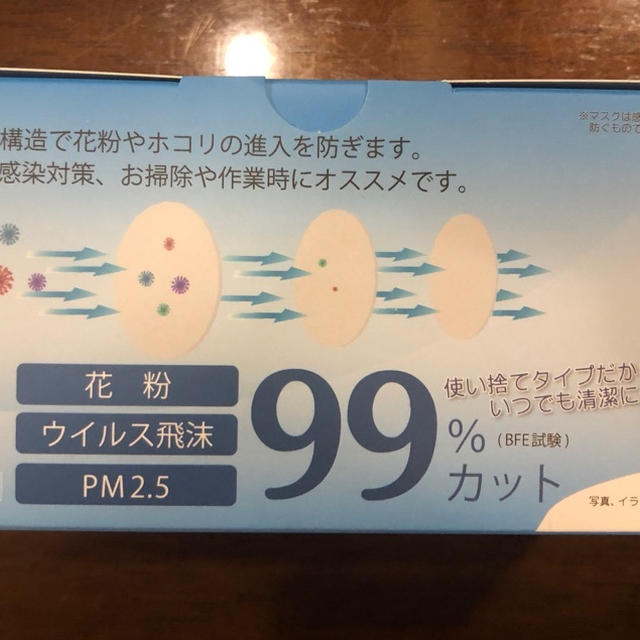 ※マスクは感
防ぐもので
構造で花粉やホコリの進入を防ぎます。
感染対策、お掃除や作業時にオススメです。
花粉
ウイルス飛沫
PM2.5
99%カット
(BFE試験)
使い捨てタイプだか
いつでも清潔に
写真、イラ